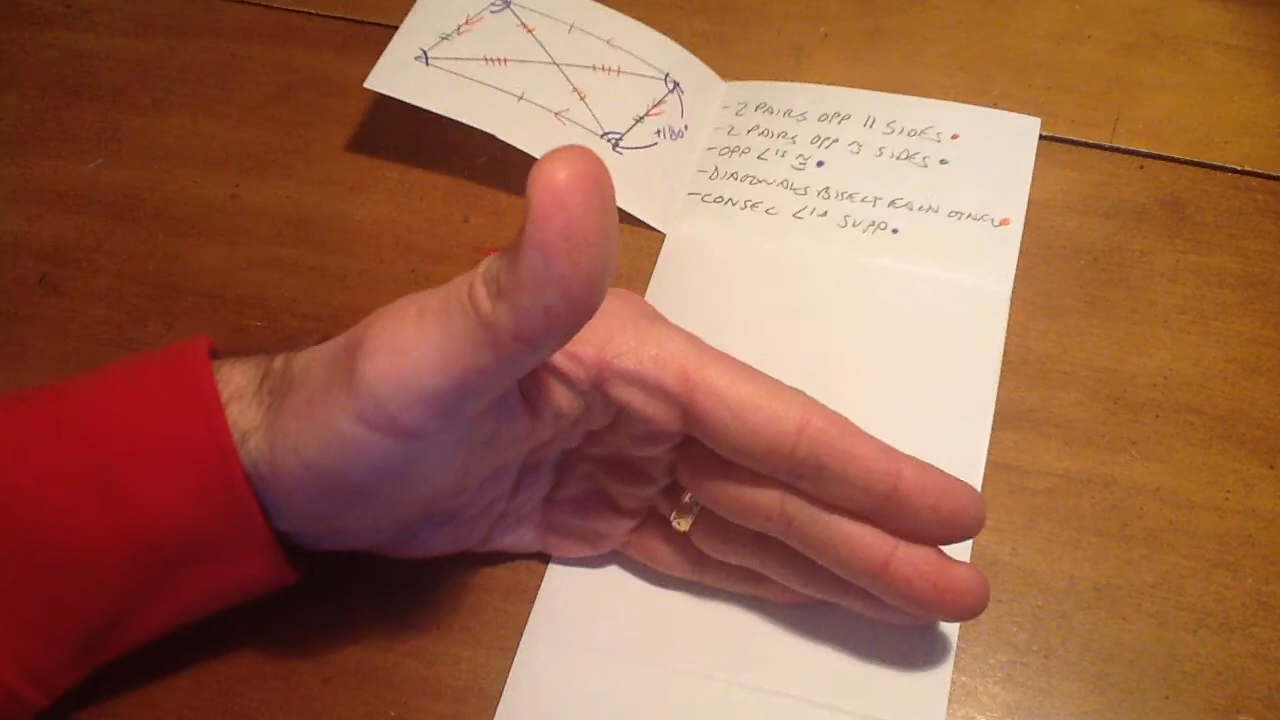 +180°
- 2 PAIRS OPP || SIDES
- 2 PAIRS OPP ≅ SIDES
- OPP ∠'S ≅
- DIAGONALS BISECT EACH OTHER
- CONSEC ∠'S SUPP